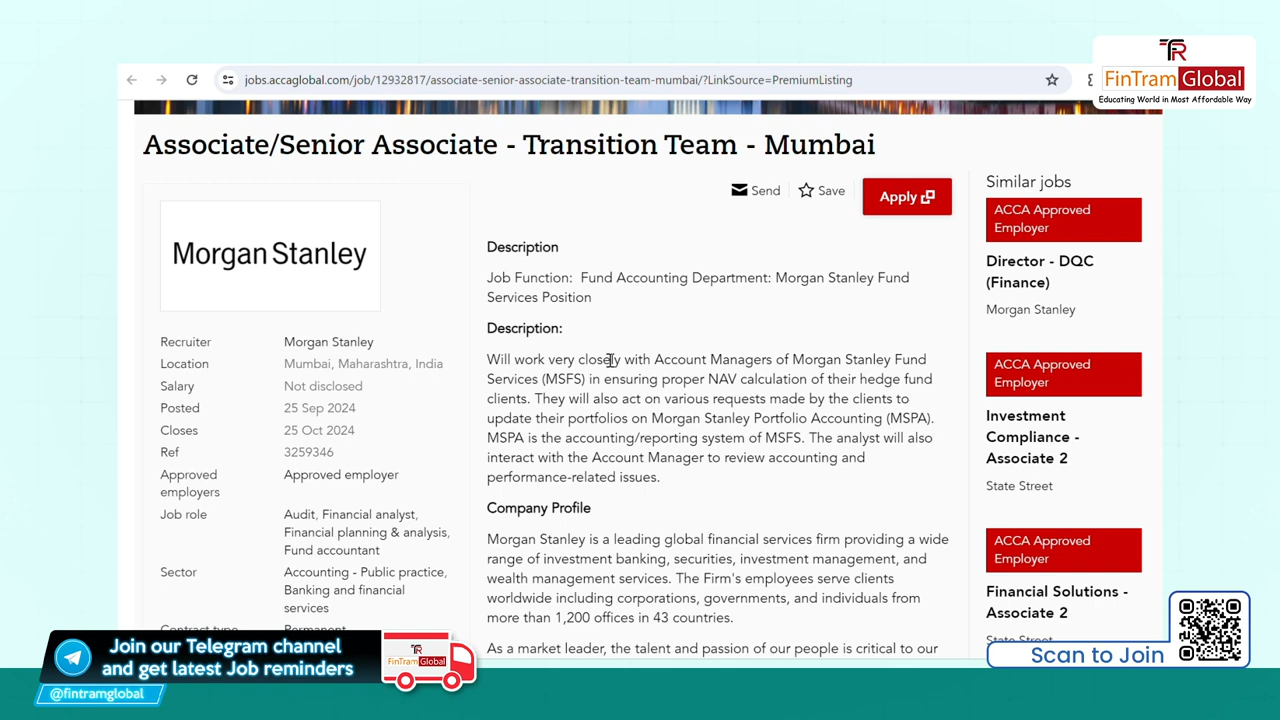 jobs.accaglobal.com/job/12932817/associate-senior-associate-transition-team-mumbai/?LinkSource=PremiumListing
FinTram Global
Educating World in Most Affordable Way
Associate/Senior Associate - Transition Team - Mumbai
Send
Save
Apply
Morgan Stanley
Recruiter Morgan Stanley
Location Mumbai, Maharashtra, India
Salary Not disclosed
Posted 25 Sep 2024
Closes 25 Oct 2024
Ref 3259346
Approved employers Approved employer
Job role Audit, Financial analyst,
Financial planning & analysis,
Fund accountant
Sector Accounting - Public practice,
Banking and financial
services
Contract type Permanent
Description
Job Function: Fund Accounting Department: Morgan Stanley Fund
Services Position
Description:
Will work very closely with Account Managers of Morgan Stanley Fund
Services (MSFS) in ensuring proper NAV calculation of their hedge fund
clients. They will also act on various requests made by the clients to
update their portfolios on Morgan Stanley Portfolio Accounting (MSPA).
MSPA is the accounting/reporting system of MSFS. The analyst will also
interact with the Account Manager to review accounting and
performance-related issues.
Company Profile
Morgan Stanley is a leading global financial services firm providing a wide
range of investment banking, securities, investment management, and
wealth management services. The Firm's employees serve clients
worldwide including corporations, governments, and individuals from
more than 1,200 offices in 43 countries.
As a market leader, the talent and passion of our people is critical to our
Similar jobs
ACCA Approved
Employer
Director - DQC
(Finance)
Morgan Stanley
ACCA Approved
Employer
Investment
Compliance -
Associate 2
State Street
ACCA Approved
Employer
Financial Solutions -
Associate 2
State Street
Join our Telegram channel
and get latest Job reminders
@fintramglobal
FinTram Global
Scan to Join